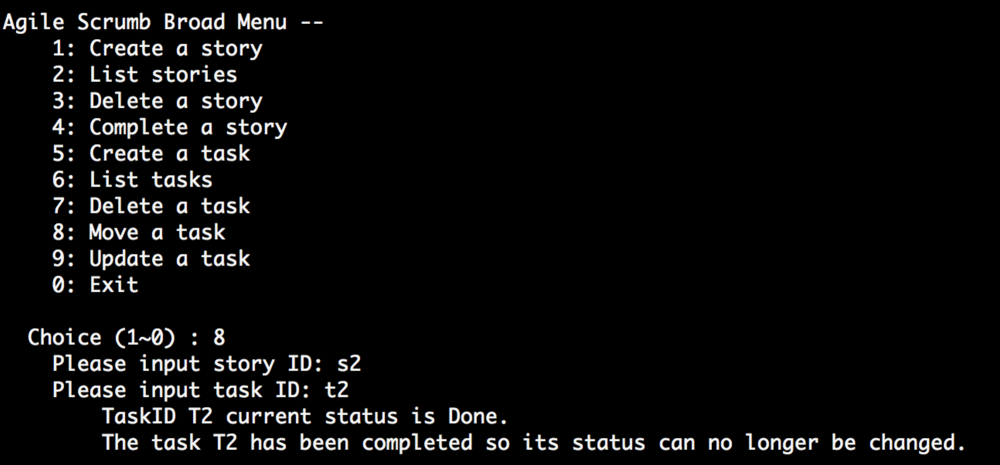 Agile Scrumb Broad Menu --
1: Create a story
2: List stories
3: Delete a story
4: Complete a story
5: Create a task
6: List tasks
7: Delete a task
8: Move a task
9: Update a task
0: Exit
Choice (1~0) : 8
Please input story ID: s2
Please input task ID: t2
TaskID T2 current status is Done.
The task T2 has been completed so its status can no longer be changed.